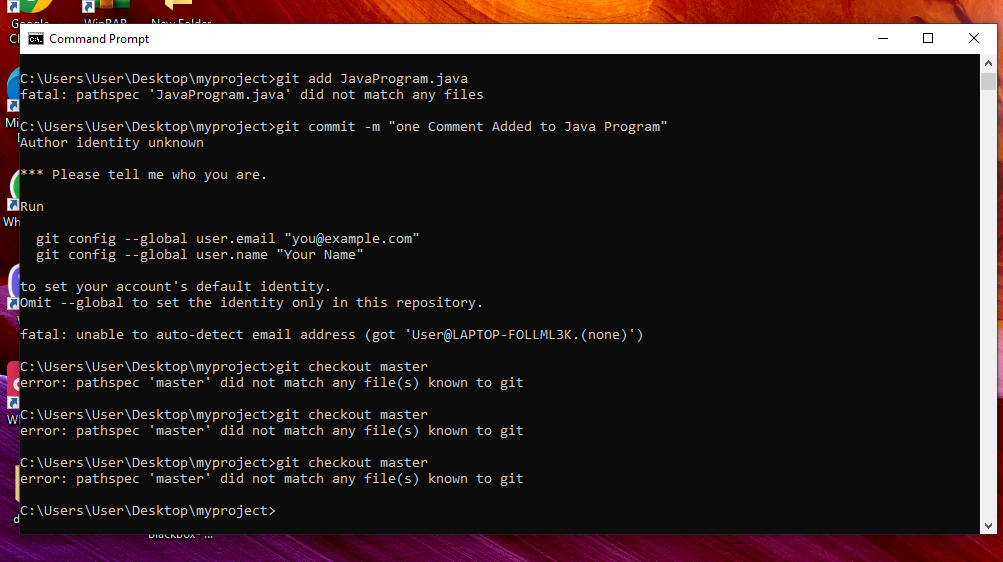 Google
WinRAR
New Folder
Command Prompt
C:\Users\User\Desktop\myproject>git add JavaProgram.java
fatal: pathspec 'JavaProgram.java' did not match any files
C:\Users\User\Desktop\myproject>git commit -m "one Comment Added to Java Program"
Author identity unknown
*** Please tell me who you are.
Run
git config --global user.email "you@example.com"
git config --global user.name "Your Name"
to set your account's default identity.
Omit --global to set the identity only in this repository.
fatal: unable to auto-detect email address (got 'User@LAPTOP-FOLLML3K.(none)')
C:\Users\User\Desktop\myproject>git checkout master
error: pathspec 'master' did not match any file(s) known to git
C:\Users\User\Desktop\myproject>git checkout master
error: pathspec 'master' did not match any file(s) known to git
C:\Users\User\Desktop\myproject>git checkout master
error: pathspec 'master' did not match any file(s) known to git
C:\Users\User\Desktop\myproject>
Blackbox- ...